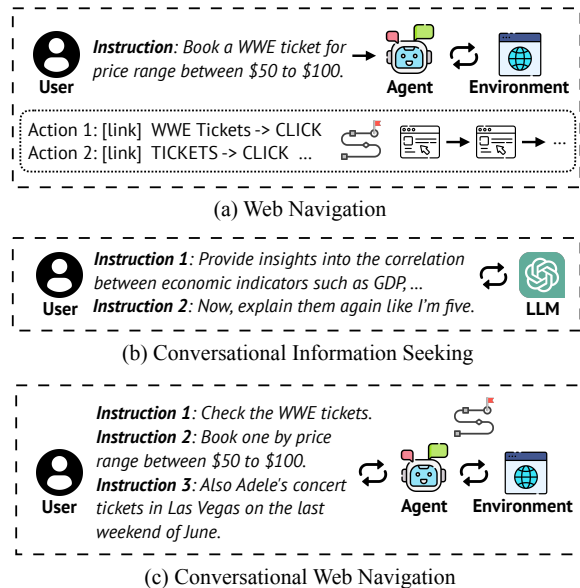 Instruction: Book a WWE ticket for
price range between $50 to $100.
User
Agent
Environment
Action 1: [link] WWE Tickets -> CLICK
Action 2: [link] TICKETS -> CLICK ...
...
(a) Web Navigation
Instruction 1: Provide insights into the correlation
between economic indicators such as GDP, ...
Instruction 2: Now, explain them again like I'm five.
User
LLM
(b) Conversational Information Seeking
Instruction 1: Check the WWE tickets.
Instruction 2: Book one by price
range between $50 to $100.
Instruction 3: Also Adele's concert
tickets in Las Vegas on the last
weekend of June.
User
Agent
Environment
(c) Conversational Web Navigation